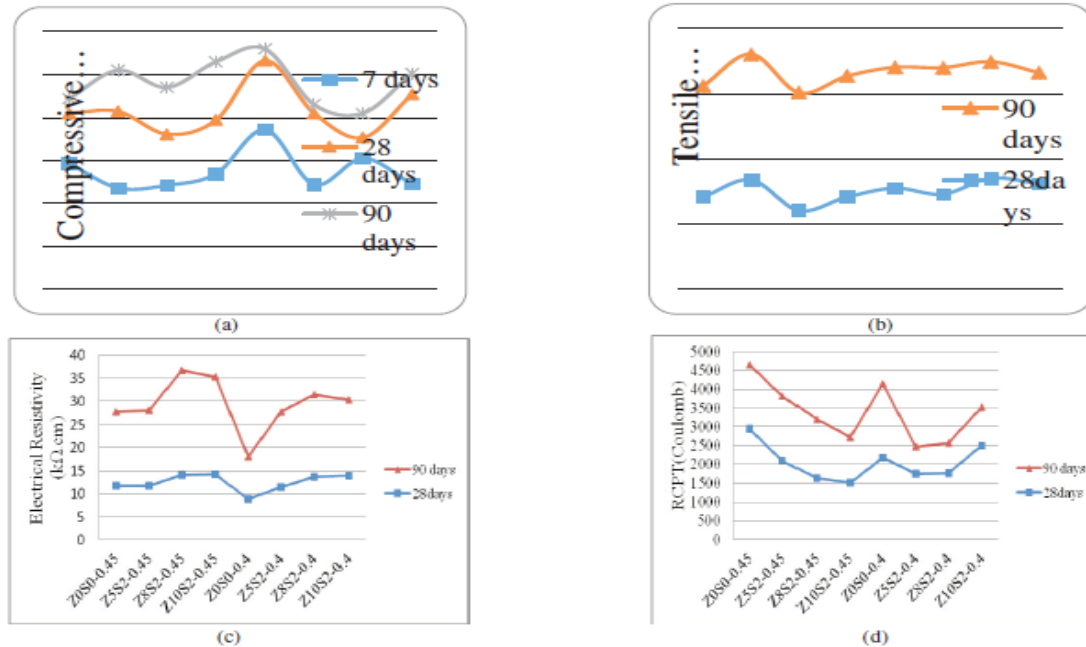 Compressive...
7 days
28
days
90
days
(a)
Tensile...
90
days
28da
ys
(b)
Electrical Resistivity
(kΩ cm)
40
35
30
25
20
15
10
5
0
90 days
28days
Z0S0-0.45
Z5S2-0.45
Z8S2-0.45
Z10S2-0.45
Z0S0-0.4
Z5S2-0.4
Z8S2-0.4
Z10S2-0.4
(c)
RCPT(Coulomb)
5000
4500
4000
3500
3000
2500
2000
1500
1000
500
0
90 days
28days
Z0S0-0.45
Z5S2-0.45
Z8S2-0.45
Z10S2-0.45
Z0S0-0.4
Z5S2-0.4
Z8S2-0.4
Z10S2-0.4
(d)